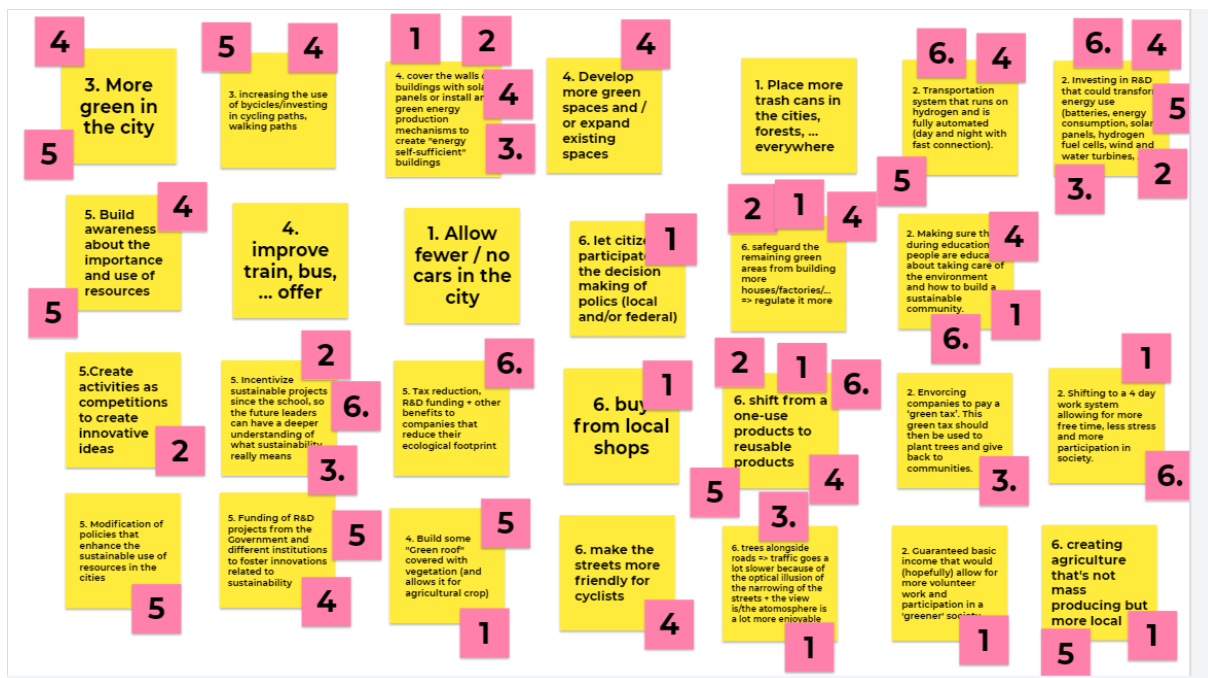 4
3. More
green in
the city
5
5
4
3. increasing the use
of bycicles/investing
in cycling paths,
walking paths
1
2
4. cover the walls
buildings with sola
panels or install an
green energy
production
mechanisms to
create "energy
self-sufficient"
buildings
4
3.
4
4. Develop
more green
spaces and /
or expand
existing
spaces
1. Place more
trash cans in
the cities,
forests, ...
everywhere
6.
4
2. Transportation
system that runs on
hydrogen and is
fully automated
(day and night with
fast connection).
6.
4
2. Investing in R&D
that could transfor
energy use
(batteries, energy
consumption, solar
panels, hydrogen
fuel cells, wind and
water turbines,
5
3.
2
5. Build
awareness
about the
importance
and use of
resources
4
5
4.
improve
train, bus,
... offer
1. Allow
fewer / no
cars in the
city
1
6. let citize
participate
the decision
making of
polics (local
and/or federal)
2
1
4
5
6. safeguard the
remaining green
areas from building
more
houses/factories/...
=> regulate it more
4
2. Making sure th
during education
people are educa
about taking care of
the environment
and how to build a
sustainable
community.
1
6.
5.Create
activities as
competitions
to create
innovative
ideas
2
2
5. Incentivize
sustainable projects
since the school, so
the future leaders
can have a deeper
understanding of
what sustainability
really means
6.
3.
6.
5. Tax reduction,
R&D funding + other
benefits to
companies that
reduce their
ecological footprint
1
6. buy
from local
shops
2
1
6.
6. shift from a
one-use
products to
reusable
products
5
4
2. Envorcing
companies to pay a
'green tax'. This
green tax should
then be used to
plant trees and give
back to
communities.
3.
1
2. Shifting to a 4 day
work system
allowing for more
free time, less stress
and more
participation in
society.
6.
5. Modification of
policies that
enhance the
sustainable use of
resources in the
cities
5
5. Funding of R&D
projects from the
Government and
different institutions
to foster innovations
related to
sustainability
5
4
5
4. Build some
"Green roof"
covered with
vegetation (and
allows it for
agricultural crop)
1
6. make the
streets more
friendly for
cyclists
4
3.
6. trees alongside
roads => traffic goes a
lot slower because of
the optical illusion of
the narrowing of the
streets + the view
is/the atomosphere is
a lot more enjoyable
1
2. Guaranteed basic
income that would
(hopefully) allow for
more volunteer
work and
participation in a
'greener' society
1
6. creating
agriculture
that's not
mass
producing but
more local
5
1